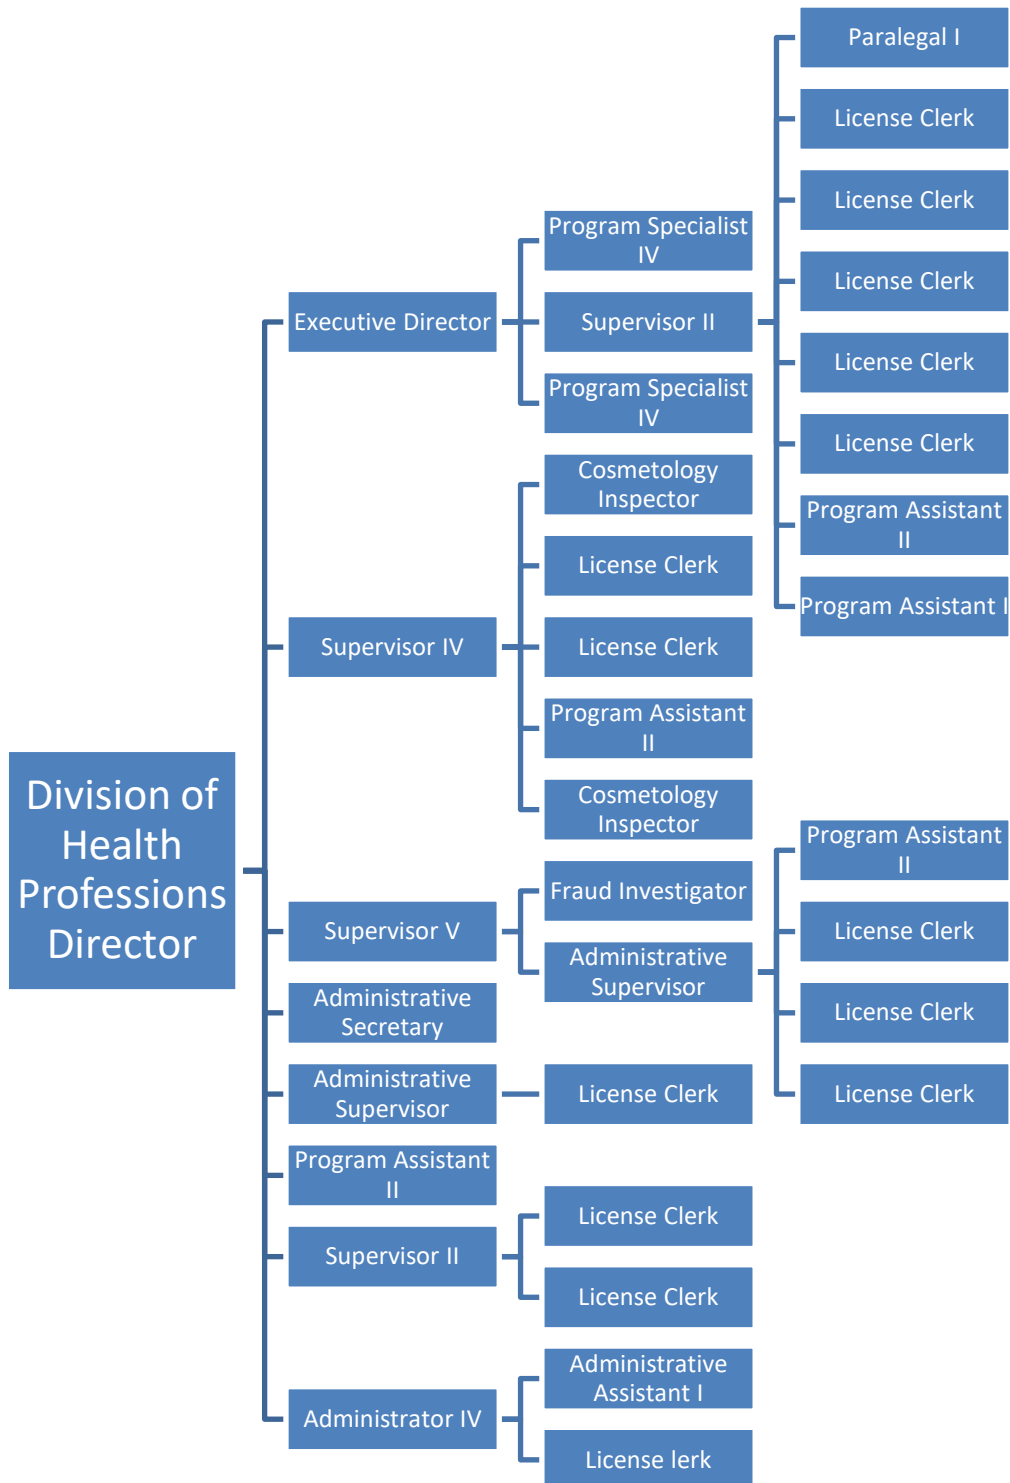 Division of
Health
Professions
Director
Executive Director
Program Specialist
IV
Supervisor II
Paralegal I
License Clerk
License Clerk
License Clerk
License Clerk
License Clerk
Program Assistant
II
Program Assistant I
Program Specialist
IV
Supervisor IV
Cosmetology
Inspector
License Clerk
License Clerk
Program Assistant
II
Cosmetology
Inspector
Supervisor V
Fraud Investigator
Administrative
Supervisor
Program Assistant
II
License Clerk
License Clerk
License Clerk
Administrative
Secretary
Administrative
Supervisor
License Clerk
Program Assistant
II
Supervisor II
License Clerk
License Clerk
Administrator IV
Administrative
Assistant I
License lerk